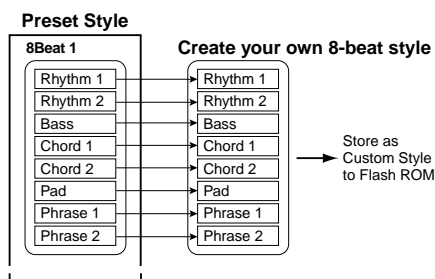 Preset Style
8Beat 1
Rhythm 1
Rhythm 2
Bass
Chord 1
Chord 2
Pad
Phrase 1
Phrase 2
Create your own 8-beat style
Rhythm 1
Rhythm 2
Bass
Chord 1
Chord 2
Pad
Phrase 1
Phrase 2
Store as
Custom Style
to Flash ROM